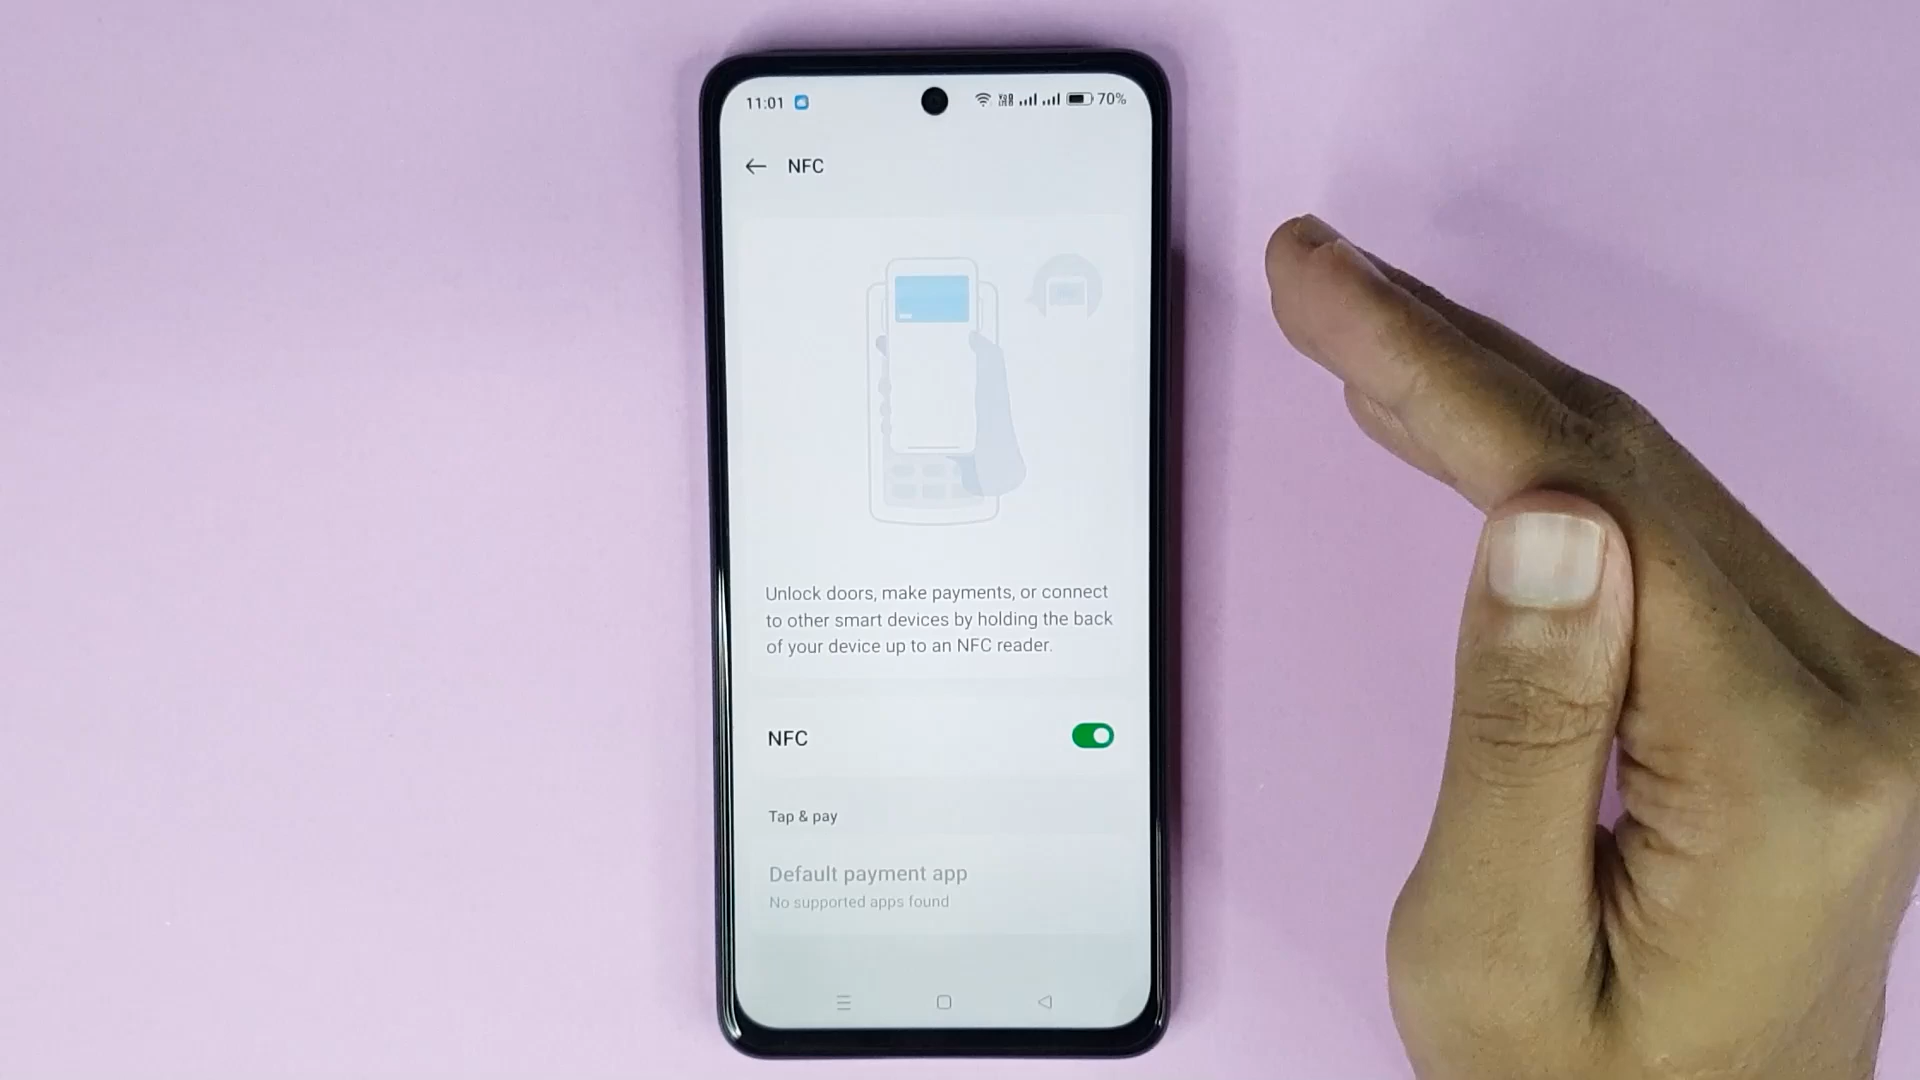 11:01 70%
NFC
Unlock doors, make payments, or connect
to other smart devices by holding the back
of your device up to an NFC reader.
NFC
Tap & pay
Default payment app
No supported apps found